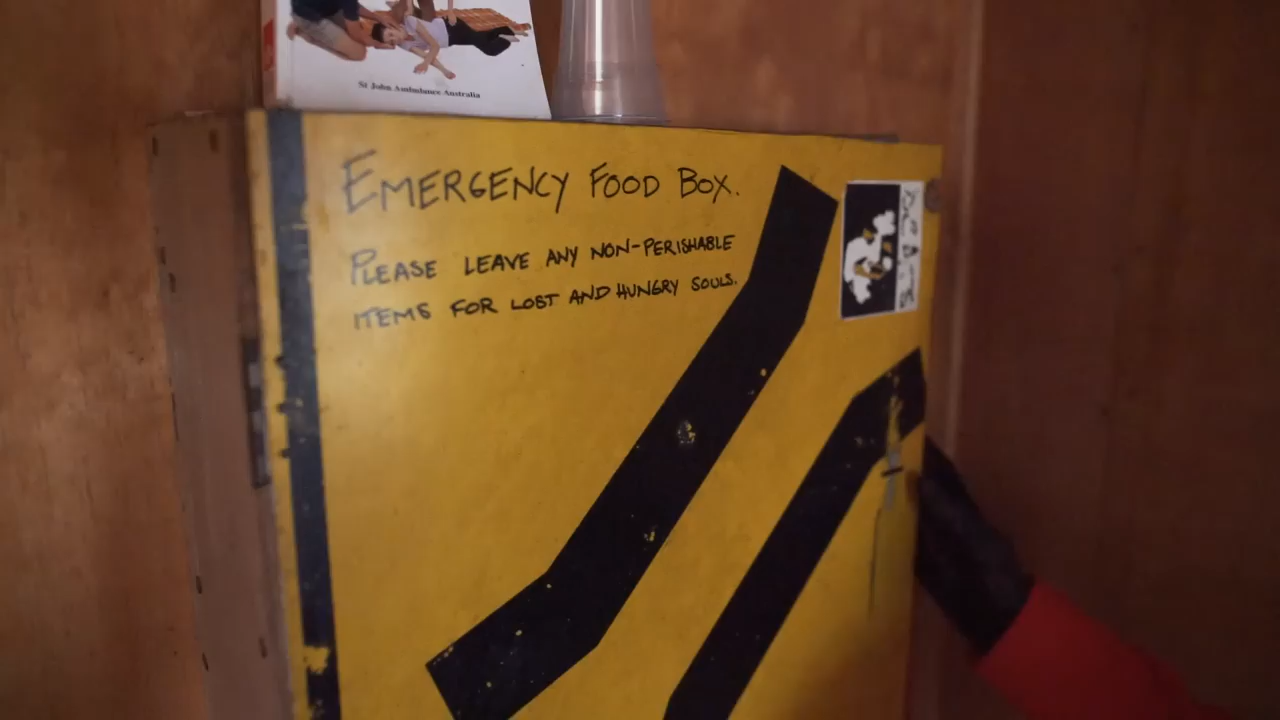 St John Ambulance Australia
EMERGENCY FOOD BOX.
PLEASE LEAVE ANY NON-PERISHABLE
ITEMS FOR LOST AND HUNGRY SOULS.